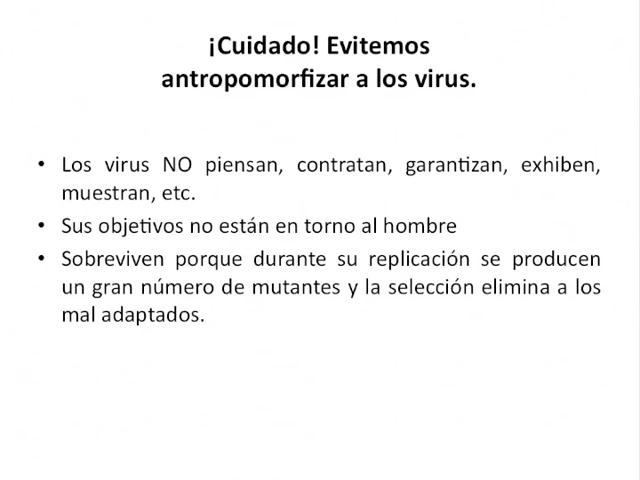 ¡Cuidado! Evitemos
antropomorfizar a los virus.
• Los virus NO piensan, contratan, garantizan, exhiben,
muestran, etc.
• Sus objetivos no están en torno al hombre
• Sobreviven porque durante su replicación se producen
un gran número de mutantes y la selección elimina a los
mal adaptados.